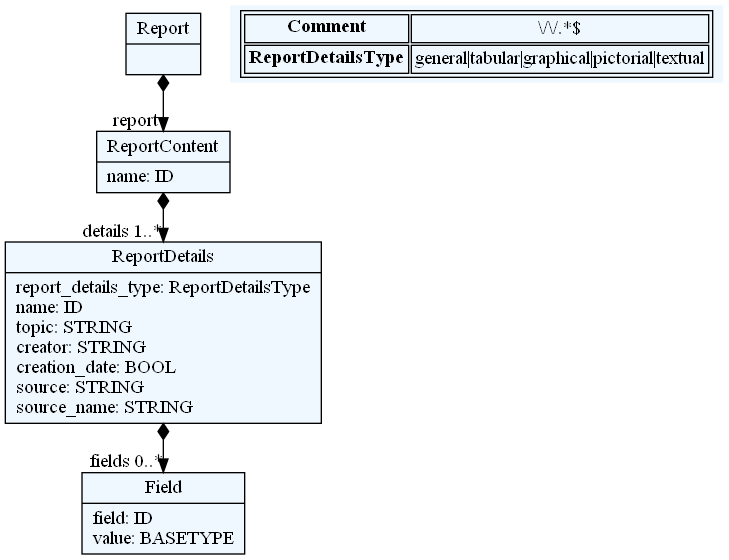 Report
Comment \/\/.*$
ReportDetailsType general|tabular|graphical|pictorial|textual
report
ReportContent
name: ID
details 1..*
ReportDetails
report_details_type: ReportDetailsType
name: ID
topic: STRING
creator: STRING
creation_date: BOOL
source: STRING
source_name: STRING
fields 0..*
Field
field: ID
value: BASETYPE